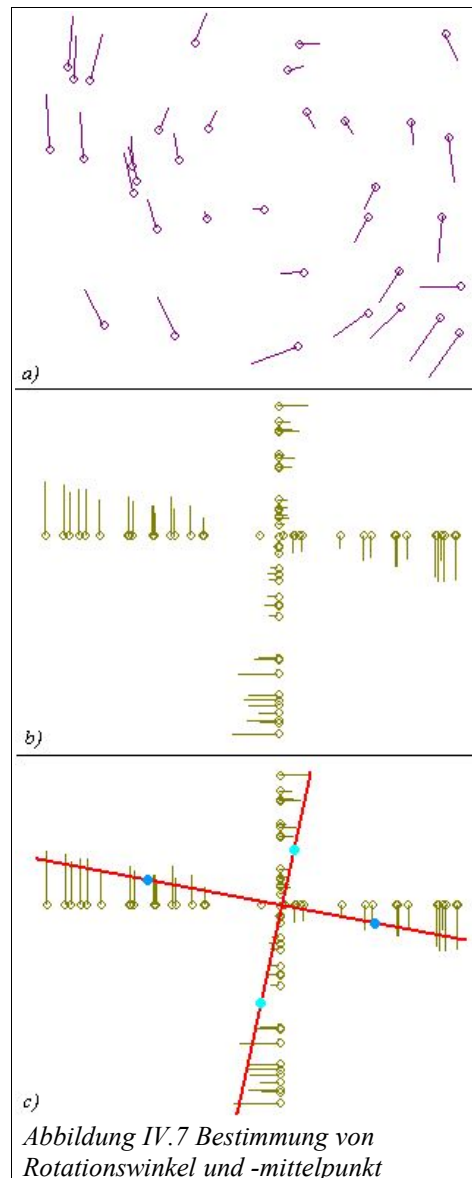 a)
b)
c)
Abbildung IV.7 Bestimmung von
Rotationswinkel und -mittelpunkt